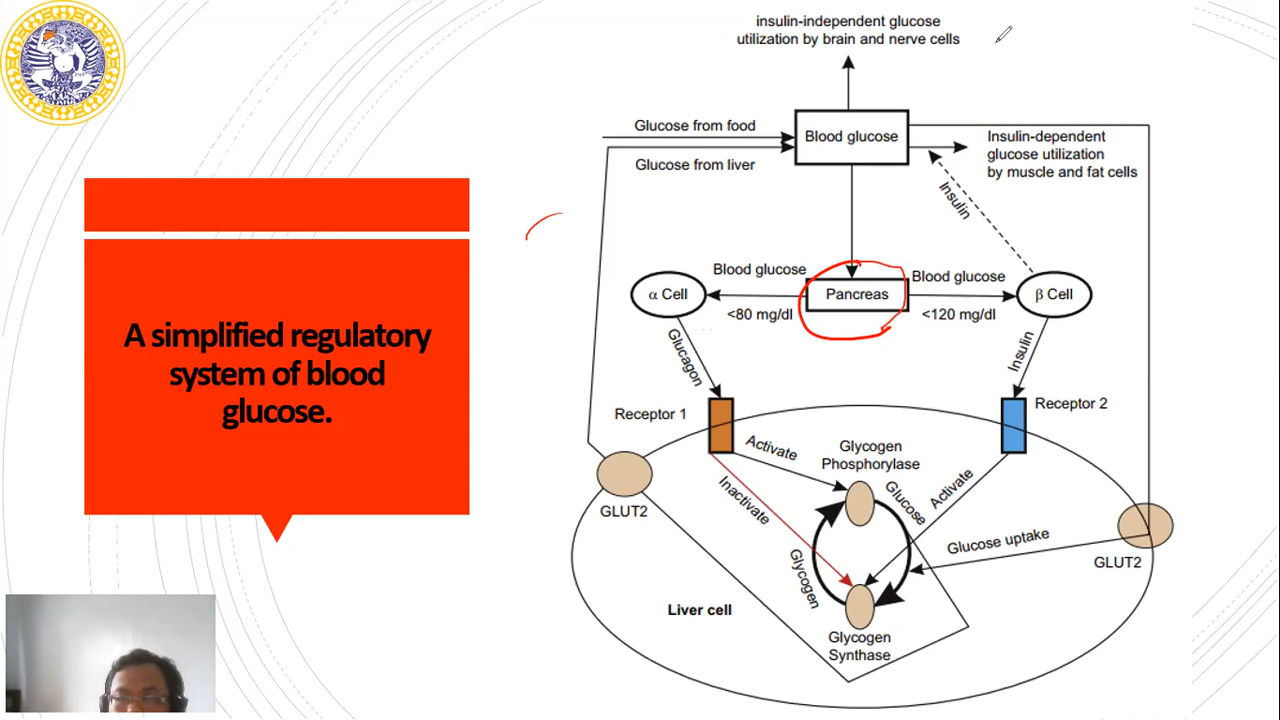 A simplified regulatory
system of blood
glucose.
insulin-independent glucose
utilization by brain and nerve cells
Glucose from food
Blood glucose
Glucose from liver
Insulin-dependent
glucose utilization
by muscle and fat cells
Insulin
Blood glucose
Blood glucose
α Cell
Pancreas
β Cell
<80 mg/dl
<120 mg/dl
Glucagon
Insulin
Receptor 1
Receptor 2
Activate
Glycogen
Phosphorylase
Inactivate
Glucose
Activate
GLUT2
Glucose uptake
GLUT2
Glycogen
Liver cell
Glycogen
Synthase